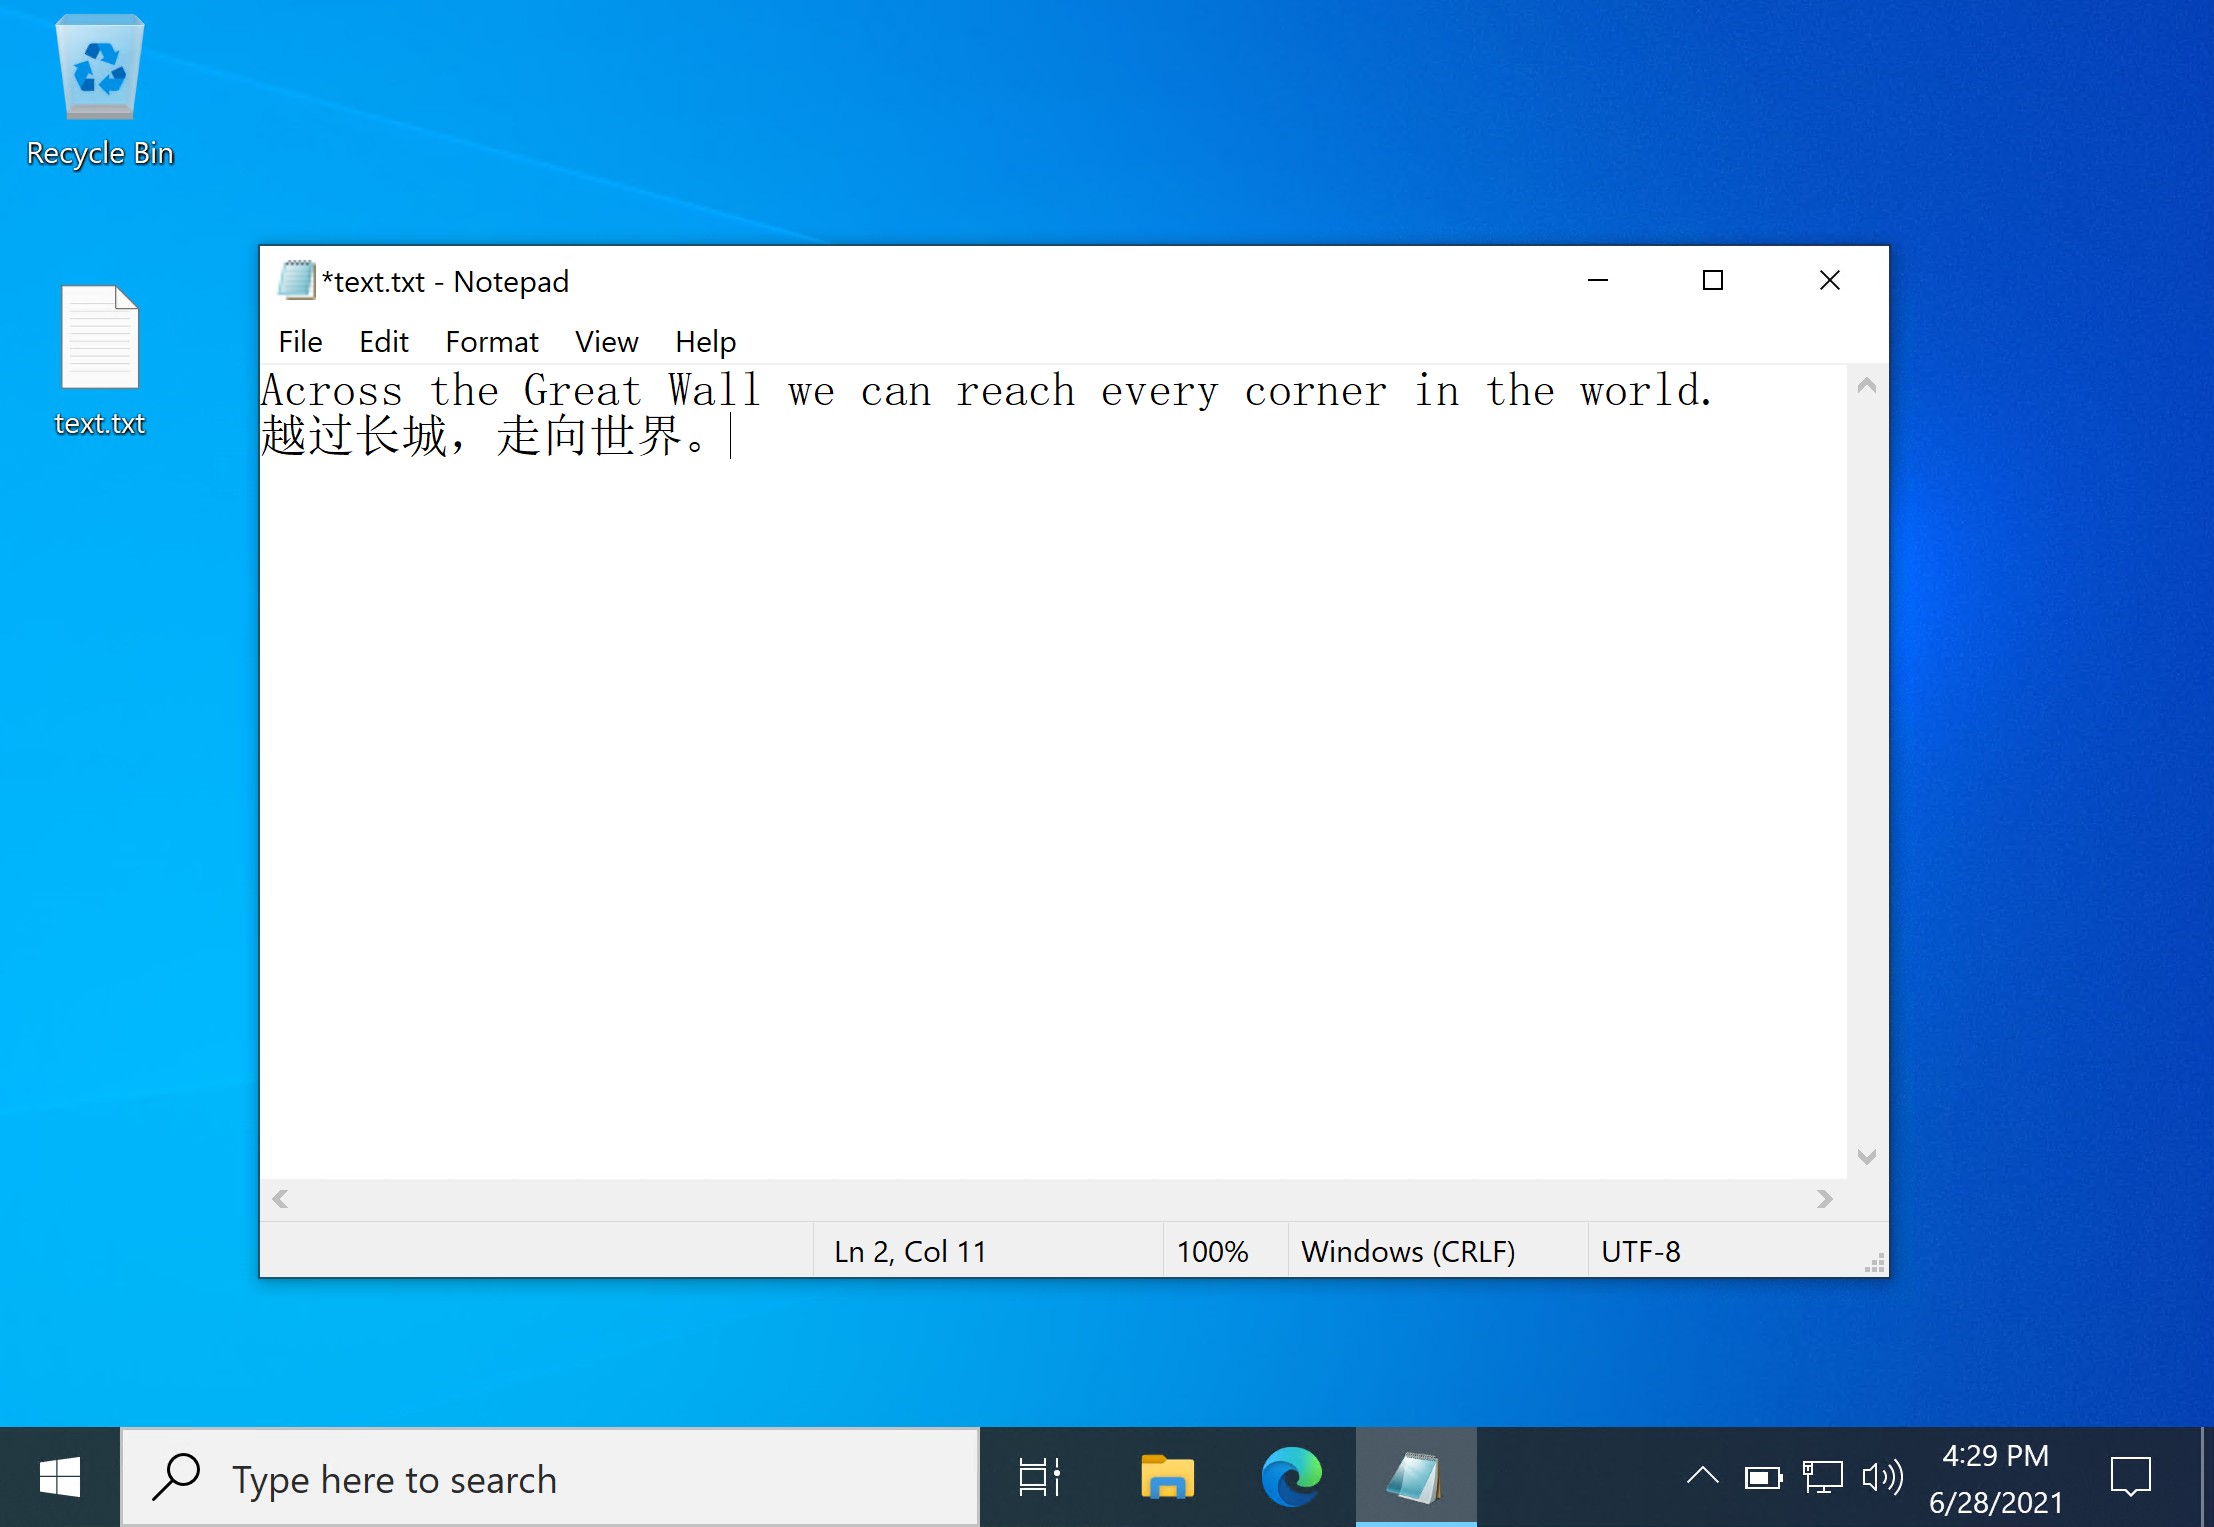 Recycle Bin
text.txt
*text.txt - Notepad
File Edit Format View Help
Across the Great Wall we can reach every corner in the world.
越过长城，走向世界。
Ln 2, Col 11 100% Windows (CRLF) UTF-8
Type here to search
4:29 PM
6/28/2021